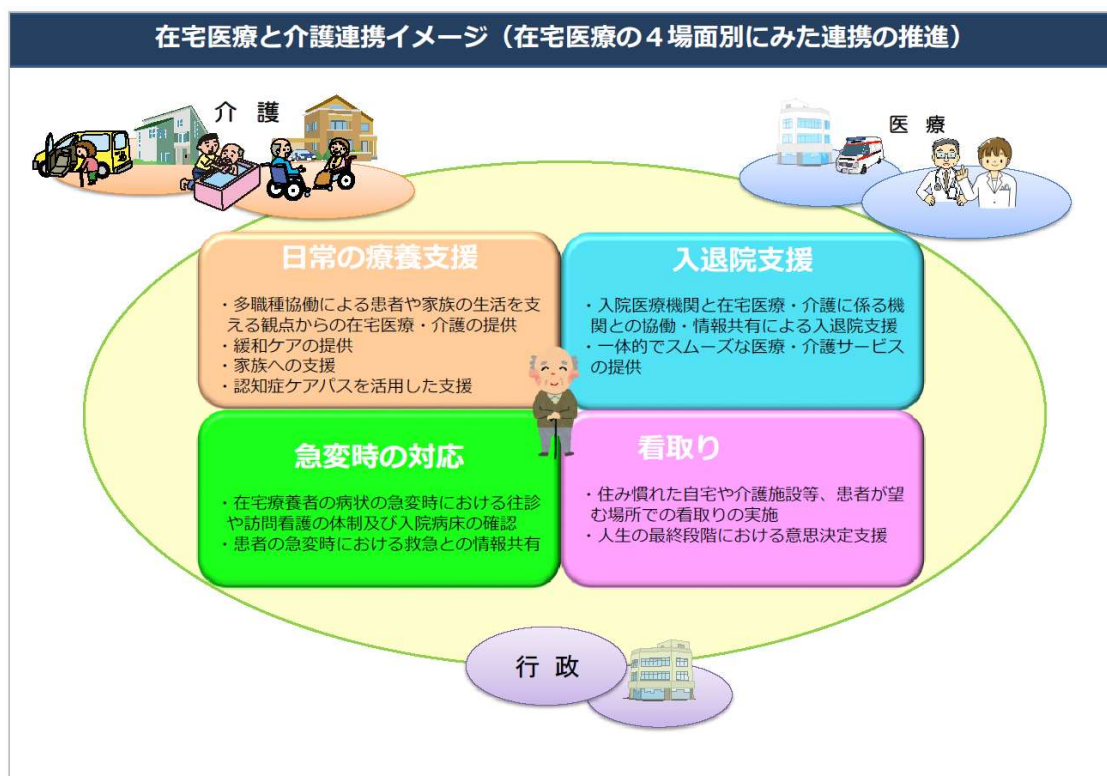 在宅医療と介護連携イメージ（在宅医療の４場面別にみた連携の推進）
介 護
医 療
日常の療養支援
・多職種協働による患者や家族の生活を支
える観点からの在宅医療・介護の提供
・緩和ケアの提供
・家族への支援
・認知症ケアパスを活用した支援
入退院支援
・入院医療機関と在宅医療・介護に係る機
関との協働・情報共有による入退院支援
・一体的でスムーズな医療・介護サービス
の提供
急変時の対応
・在宅療養者の病状の急変時における往診
や訪問看護の体制及び入院病床の確認
・患者の急変時における救急との情報共有
看取り
・住み慣れた自宅や介護施設等、患者が望
む場所での看取りの実施
・人生の最終段階における意思決定支援
行 政